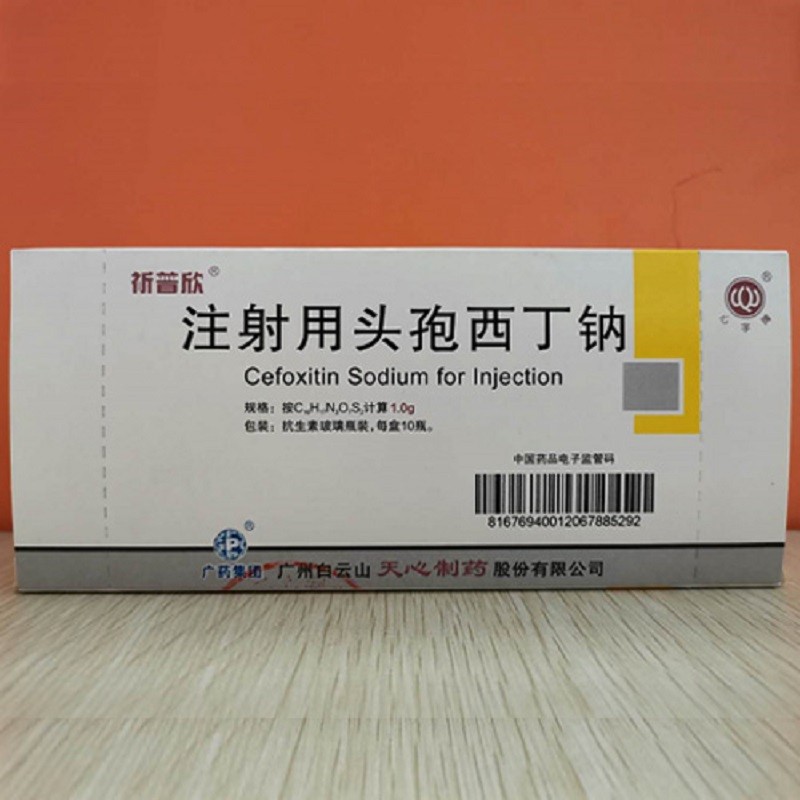 祈普欣®
注射用头孢西丁钠
Cefoxitin Sodium for Injection
规格：按C₁₆H₁₇N₃O₇S₂计算1.0g
包装：抗生素玻璃瓶装，每盒10瓶。
®
心字牌
中国药品电子监管码
81676940012067885292
®
广药集团 广州白云山天心制药股份有限公司